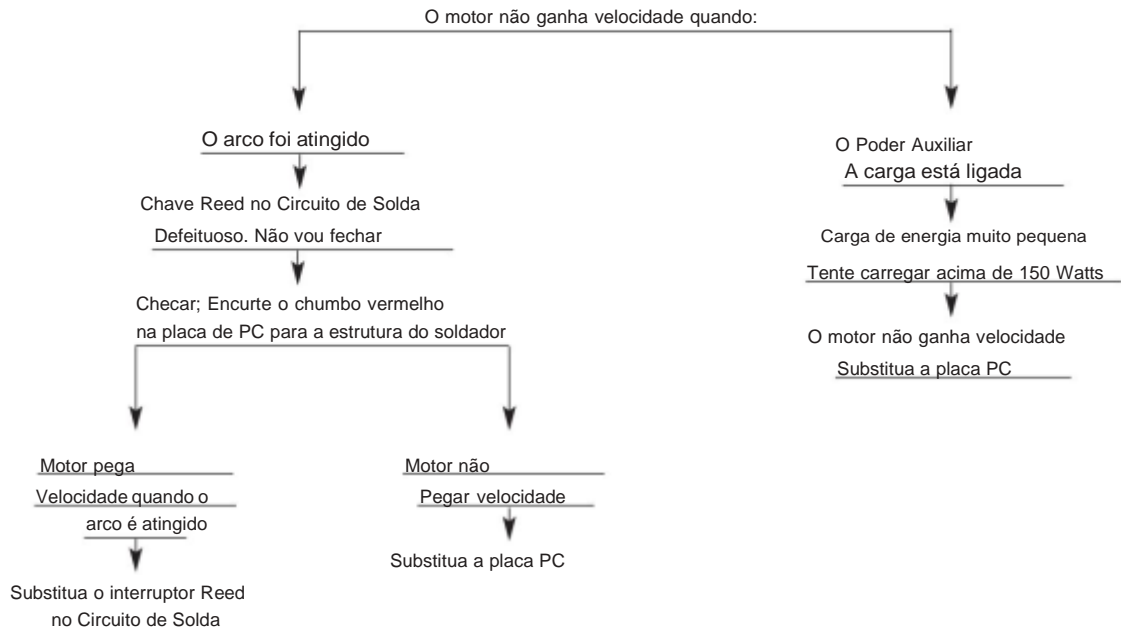 O motor não ganha velocidade quando:
O arco foi atingido
Chave Reed no Circuito de Solda
Defeituoso. Não vou fechar
Checar; Encurte o chumbo vermelho
na placa de PC para a estrutura do soldador
Motor pega
Velocidade quando o
arco é atingido
Substitua o interruptor Reed
no Circuito de Solda
Motor não
Pegar velocidade
Substitua a placa PC
O Poder Auxiliar
A carga está ligada
Carga de energia muito pequena
Tente carregar acima de 150 Watts
O motor não ganha velocidade
Substitua a placa PC